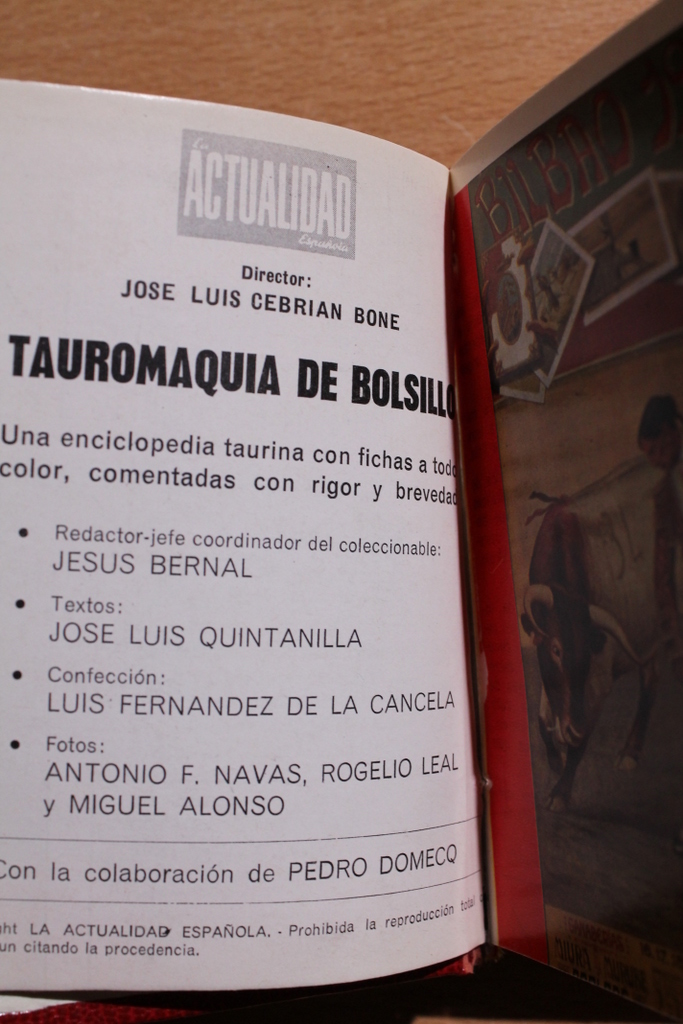 La
ACTUALIDAD
Española
Director:
JOSE LUIS CEBRIAN BONE
TAUROMAQUIA DE BOLSILLO
Una enciclopedia taurina con fichas a todo
color, comentadas con rigor y brevedad
• Redactor-jefe coordinador del coleccionable:
JESUS BERNAL
• Textos:
JOSE LUIS QUINTANILLA
• Confección:
LUIS FERNANDEZ DE LA CANCELA
• Fotos:
ANTONIO F. NAVAS, ROGELIO LEAL
y MIGUEL ALONSO
Con la colaboración de PEDRO DOMECQ
ht LA ACTUALIDAD ESPAÑOLA. - Prohibida la reproducción total
un citando la procedencia.
BILBAO